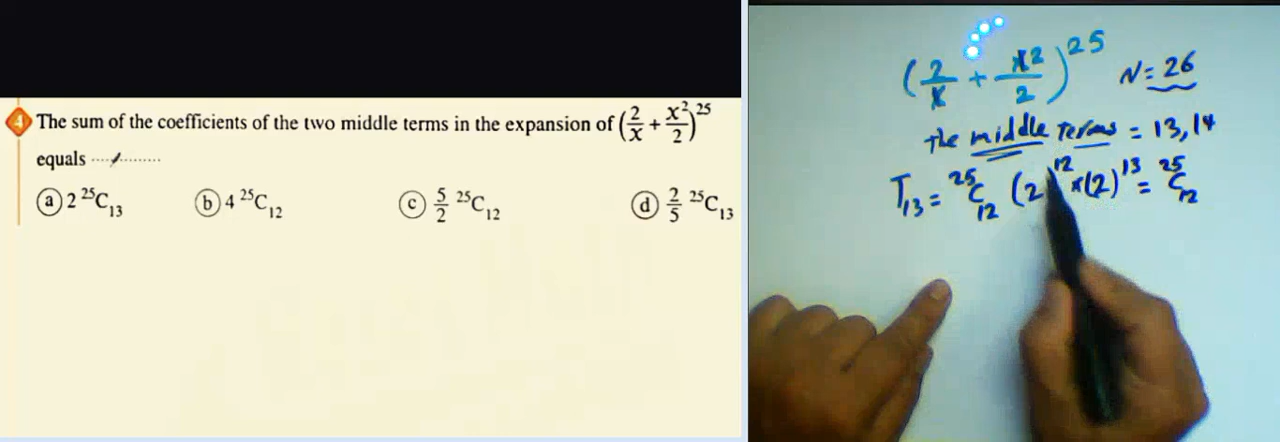 4 The sum of the coefficients of the two middle terms in the expansion of (2/x + x²/2)²⁵
equals ............
ⓐ 2 ²⁵C₁₃ ⓑ 4 ²⁵C₁₂ ⓒ 5/2 ²⁵C₁₂ ⓓ 2/5 ²⁵C₁₃
(2/x + x²/2)²⁵ N = 26
the middle terms = 13, 14
T₁₃ = ²⁵C₁₂ (2 ¹² × (2)¹³ = ²⁵C₁₂